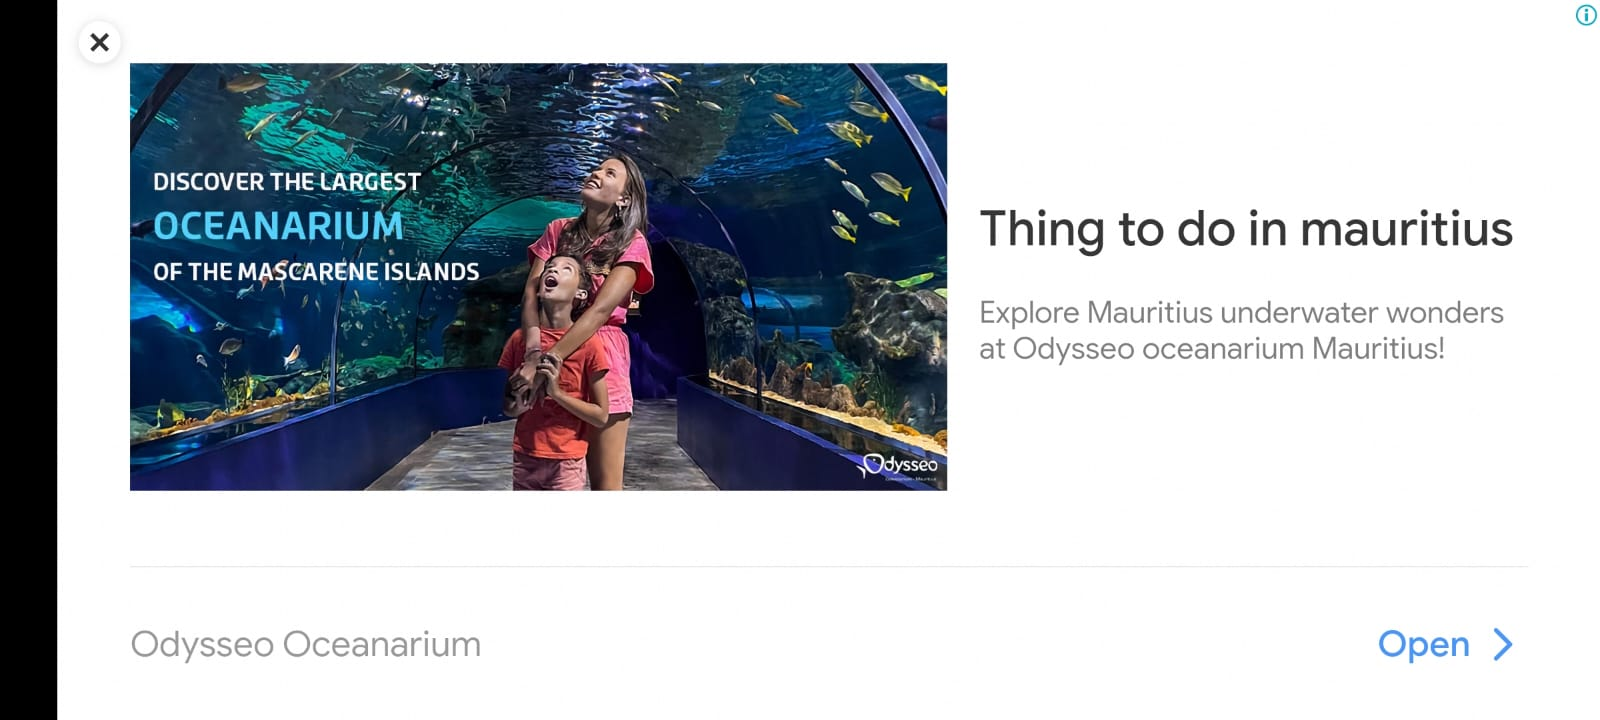 DISCOVER THE LARGEST
OCEANARIUM
OF THE MASCARENE ISLANDS
Odysseo
Thing to do in mauritius
Explore Mauritius underwater wonders
at Odysseo oceanarium Mauritius!
Odysseo Oceanarium
Open